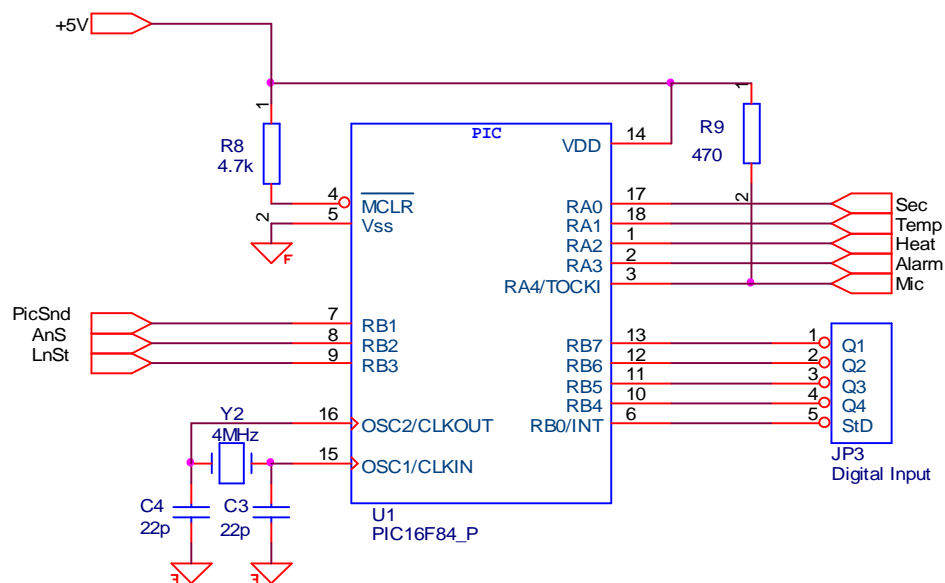 +5V
1
R8
4.7k
2
PIC
VDD
14
1
R9
470
2
4
MCLR
5
Vss
F
RA0
17
Sec
RA1
18
Temp
RA2
1
Heat
RA3
2
Alarm
RA4/TOCKI
3
Mic
PicSnd
7
RB1
AnS
8
RB2
LnSt
9
RB3
RB7
13
1
Q1
RB6
12
2
Q2
RB5
11
3
Q3
RB4
10
4
Q4
RB0/INT
6
5
StD
JP3
Digital Input
16
OSC2/CLKOUT
Y2
4MHz
15
OSC1/CLKIN
C4
22p
C3
22p
F
F
U1
PIC16F84_P